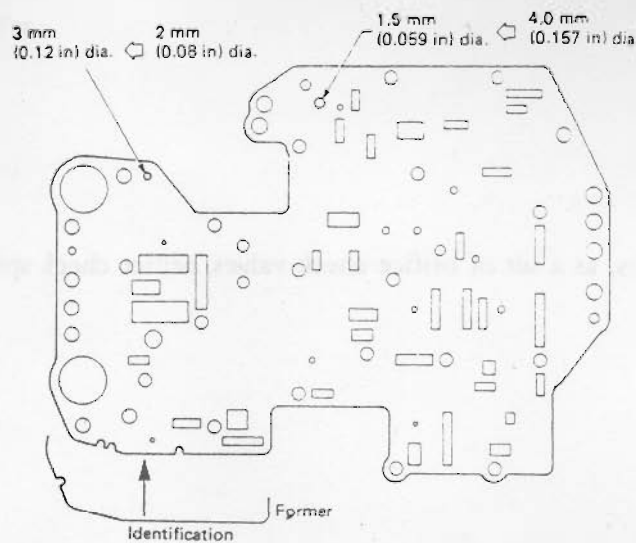 3 mm ⇦ 2 mm
(0.12 in) dia. (0.08 in) dia.
1.5 mm ⇦ 4.0 mm
(0.059 in) dia. (0.157 in) dia
Former
Identification